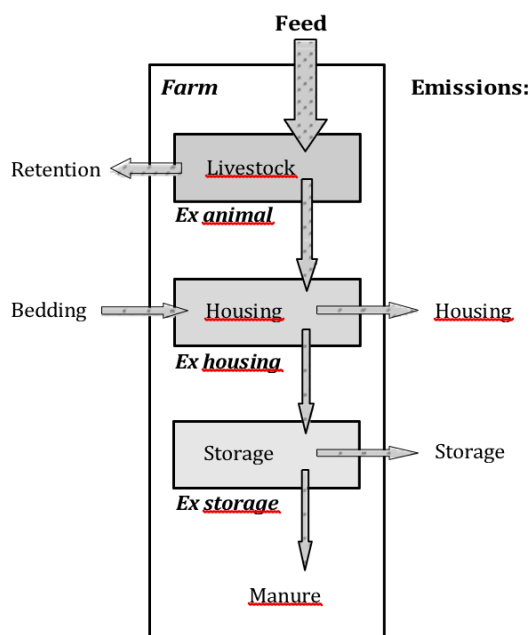 Feed
Farm
Emissions:
Livestock
Retention
Ex animal
Bedding
Housing
Housing
Ex housing
Storage
Storage
Ex storage
Manure